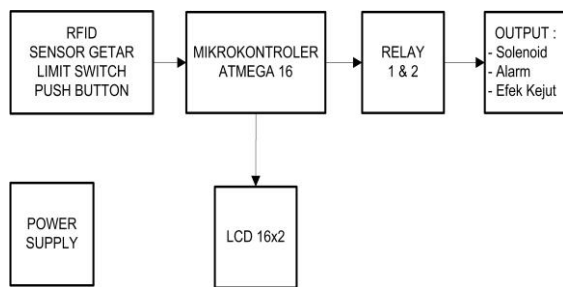 RFID
SENSOR GETAR
LIMIT SWITCH
PUSH BUTTON
MIKROKONTROLER
ATMEGA 16
RELAY
1 & 2
OUTPUT :
- Solenoid
- Alarm
- Efek Kejut
POWER
SUPPLY
LCD 16x2